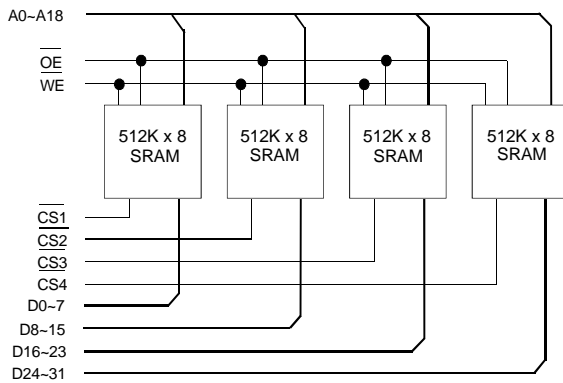 A0~A18
OE
WE
512K x 8
SRAM
512K x 8
SRAM
512K x 8
SRAM
512K x 8
SRAM
CS1
CS2
CS3
CS4
D0~7
D8~15
D16~23
D24~31